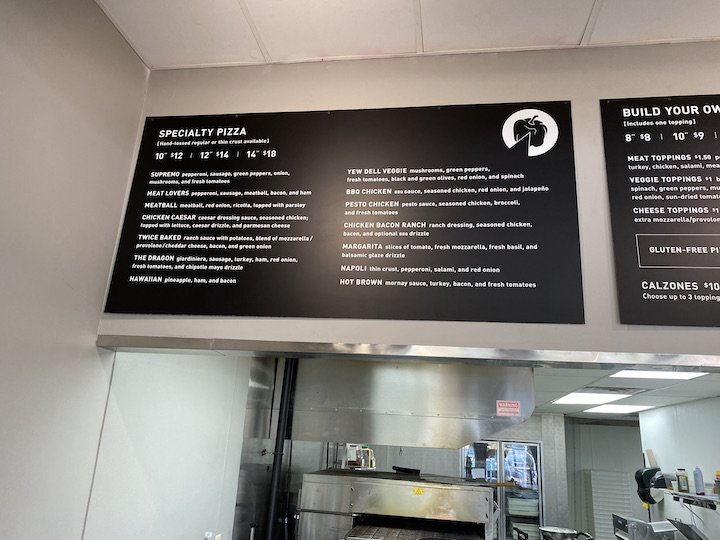 SPECIALTY PIZZA
[Hand-tossed regular or thin crust available]
10" $12 | 12" $14 | 14" $18
SUPREMO pepperoni, sausage, green peppers, onion,
mushrooms, and fresh tomatoes
MEAT LOVERS pepperoni, sausage, meatball, bacon, and ham
MEATBALL meatball, red onion, ricotta, topped with parsley
CHICKEN CAESAR caesar dressing sauce, seasoned chicken;
topped with lettuce, caesar drizzle, and parmesan cheese
TWICE BAKED ranch sauce with potatoes, blend of mozzarella/
provolone/cheddar cheese, bacon, and green onion
THE DRAGON giardiniera, sausage, turkey, ham, red onion,
fresh tomatoes, and chipotle mayo drizzle
HAWAIIAN pineapple, ham, and bacon
YEW DELL VEGGIE mushrooms, green peppers,
fresh tomatoes, black and green olives, red onion, and spinach
BBQ CHICKEN BBQ sauce, seasoned chicken, red onion, and jalapeño
PESTO CHICKEN pesto sauce, seasoned chicken, broccoli,
and fresh tomatoes
CHICKEN BACON RANCH ranch dressing, seasoned chicken,
bacon, and optional BBQ drizzle
MARGARITA slices of tomato, fresh mozzarella, fresh basil, and
balsamic glaze drizzle
NAPOLI thin crust, pepperoni, salami, and red onion
HOT BROWN mornay sauce, turkey, bacon, and fresh tomatoes
BUILD YOUR OW
[Includes one topping]
8" $8 | 10" $9 |
MEAT TOPPINGS $1.50
turkey, chicken, salami, mea
VEGGIE TOPPINGS $1
spinach, green peppers, mu
red onion, sun-dried tomat
CHEESE TOPPINGS $1
extra mozzarella/provolon
GLUTEN-FREE PI
CALZONES $10
Choose up to 3 topping
WARNING